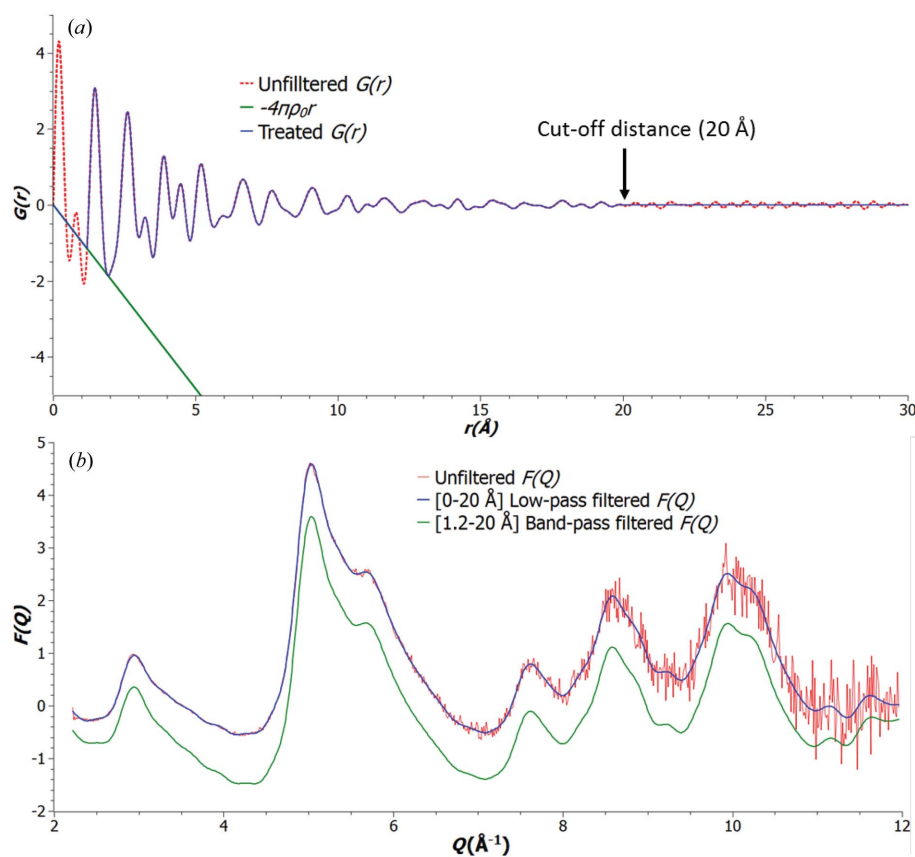 (a)
4
2
0
-2
-4
G(r)
Unfilltered G(r)
-4πρ₀r
Treated G(r)
Cut-off distance (20 Å)
0 5 10 15 20 25 30
r(Å)
(b)
5
4
3
2
1
0
-1
-2
F(Q)
Unfiltered F(Q)
[0-20 Å] Low-pass filtered F(Q)
[1.2-20 Å] Band-pass filtered F(Q)
2 4 6 8 10 12
Q(Å⁻¹)